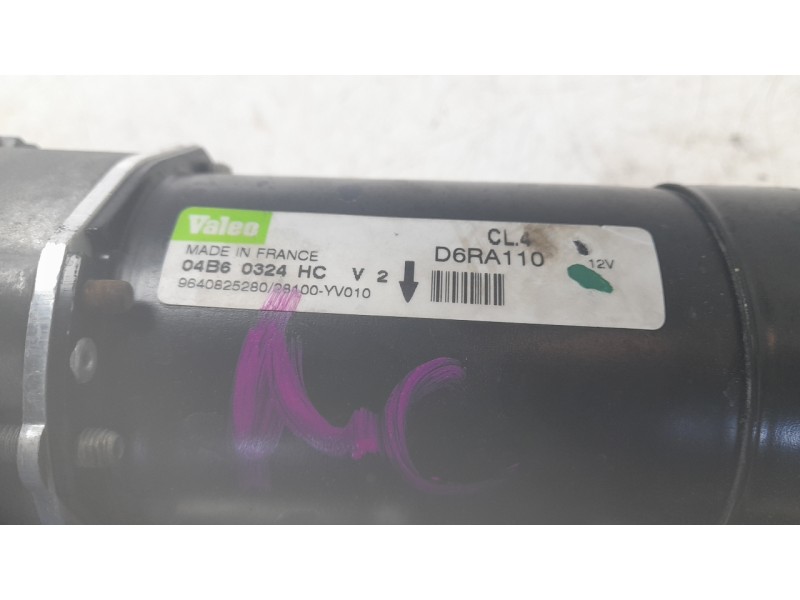 Valeo
MADE IN FRANCE
04B6 0324 HC V 2
9640825280/28100-YV010
CL.4
D6RA110
12V